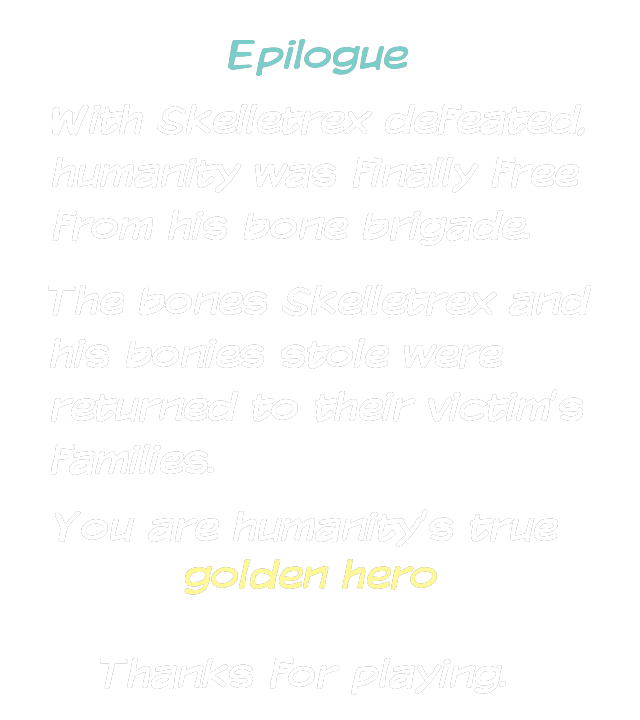 Epilogue
With Skelletrex defeated,
humanity was finally free
from his bone brigade.
The bones Skelletrex and
his bonies stole were
returned to their victim's
families.
You are humanity's true
golden hero
Thanks for playing.